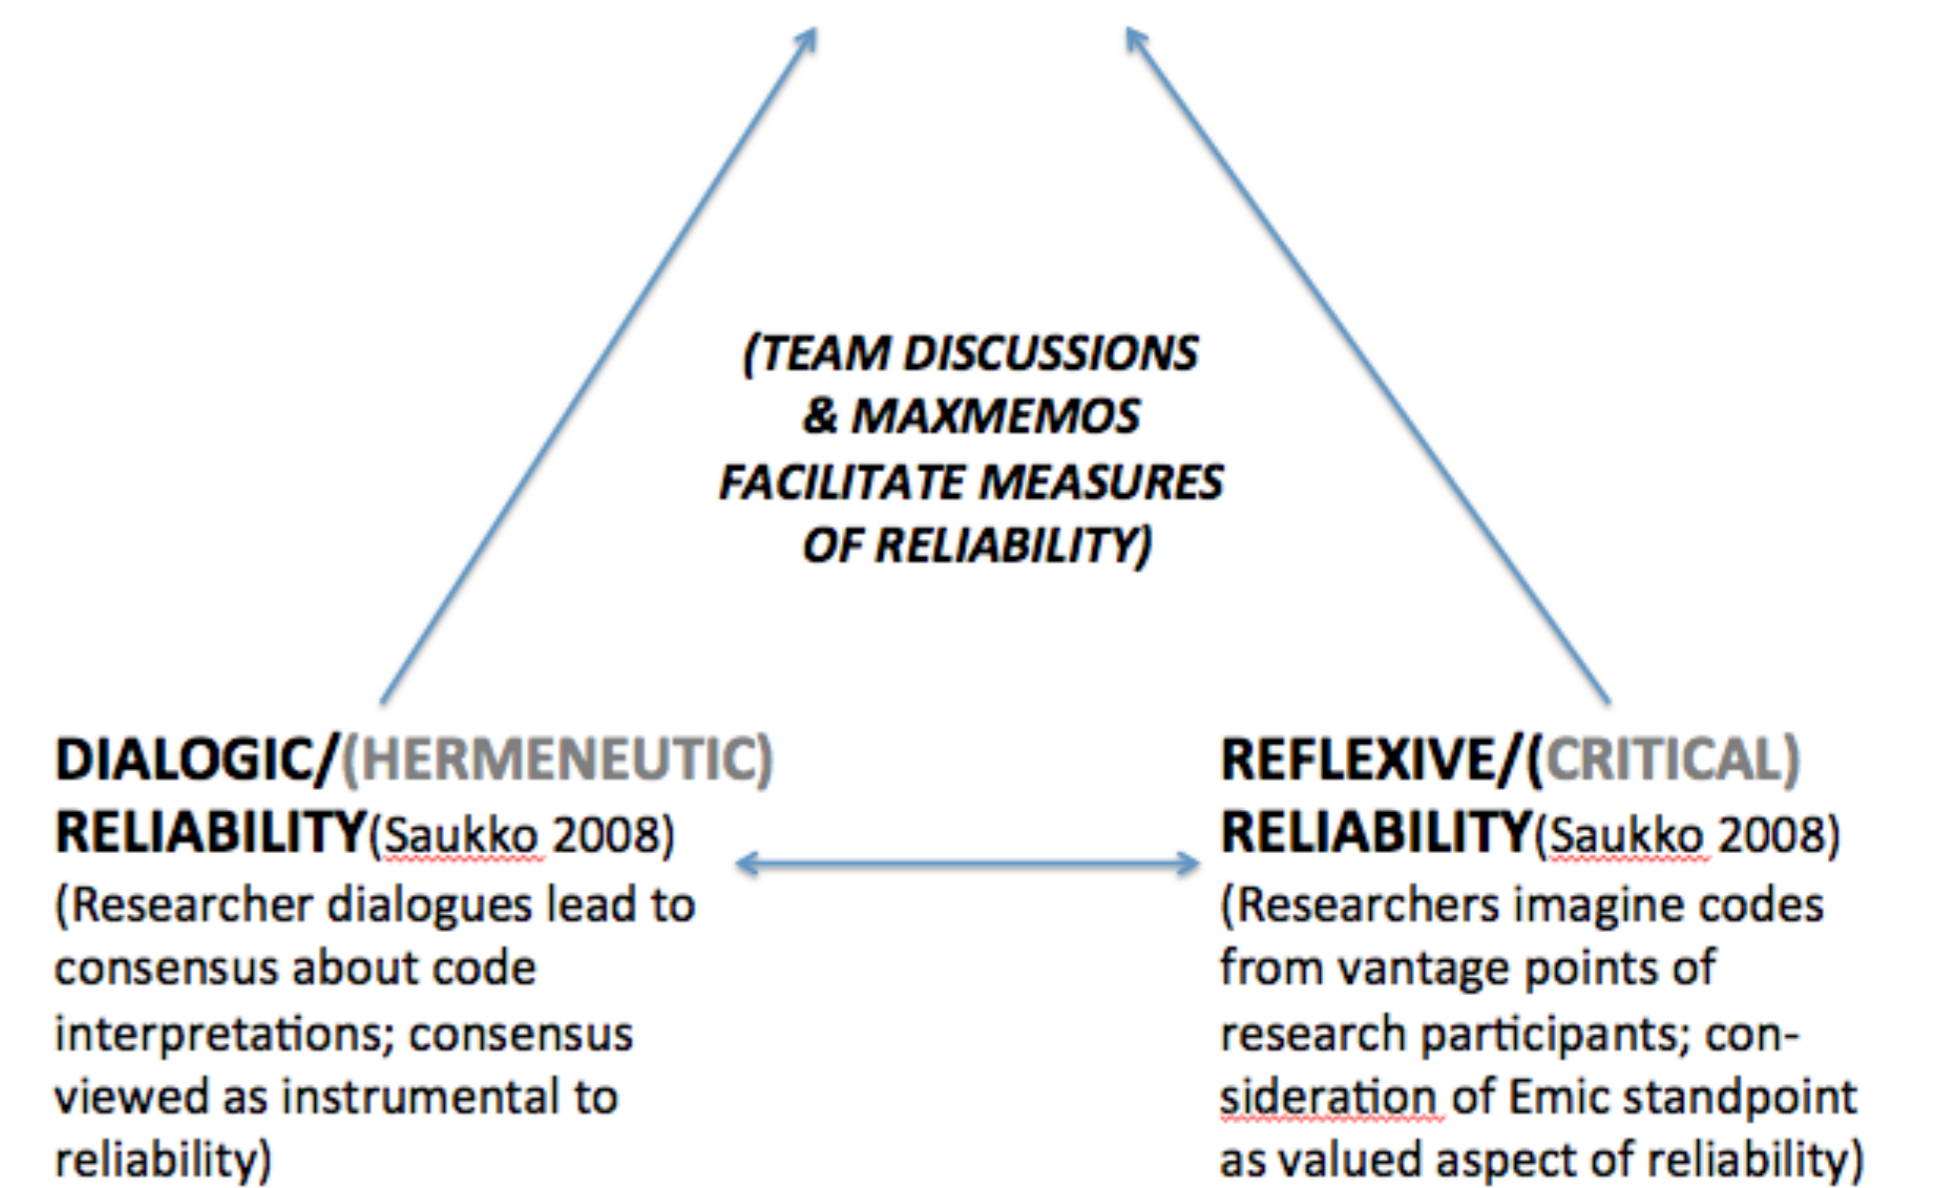 (TEAM DISCUSSIONS
& MAXMEMOS
FACILITATE MEASURES
OF RELIABILITY)
DIALOGIC/(HERMENEUTIC)
RELIABILITY(Saukko 2008)
(Researcher dialogues lead to
consensus about code
interpretations; consensus
viewed as instrumental to
reliability)
REFLEXIVE/(CRITICAL)
RELIABILITY(Saukko 2008)
(Researchers imagine codes
from vantage points of
research participants; con-
sideration of Emic standpoint
as valued aspect of reliability)